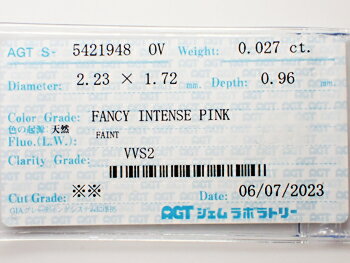 AGT S- 5421948 OV Weight: 0.027 ct.
Diameter: 2.23 × 1.72 mm. Depth: 0.96 mm.
Color Grade: FANCY INTENSE PINK
色の起源 天然
Fluo.(L.W.): FAINT
Clarity Grade: VVS2
Cut Grade: ※※ Date: 06/07/2023
AGT ジェムラボラトリー